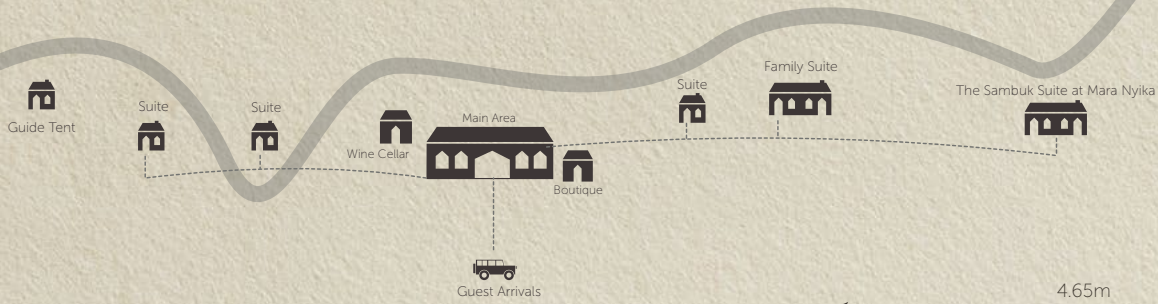 Guide Tent
Suite
Suite
Wine Cellar
Main Area
Boutique
Suite
Family Suite
The Sambuk Suite at Mara Nyika
Guest Arrivals
4.65m